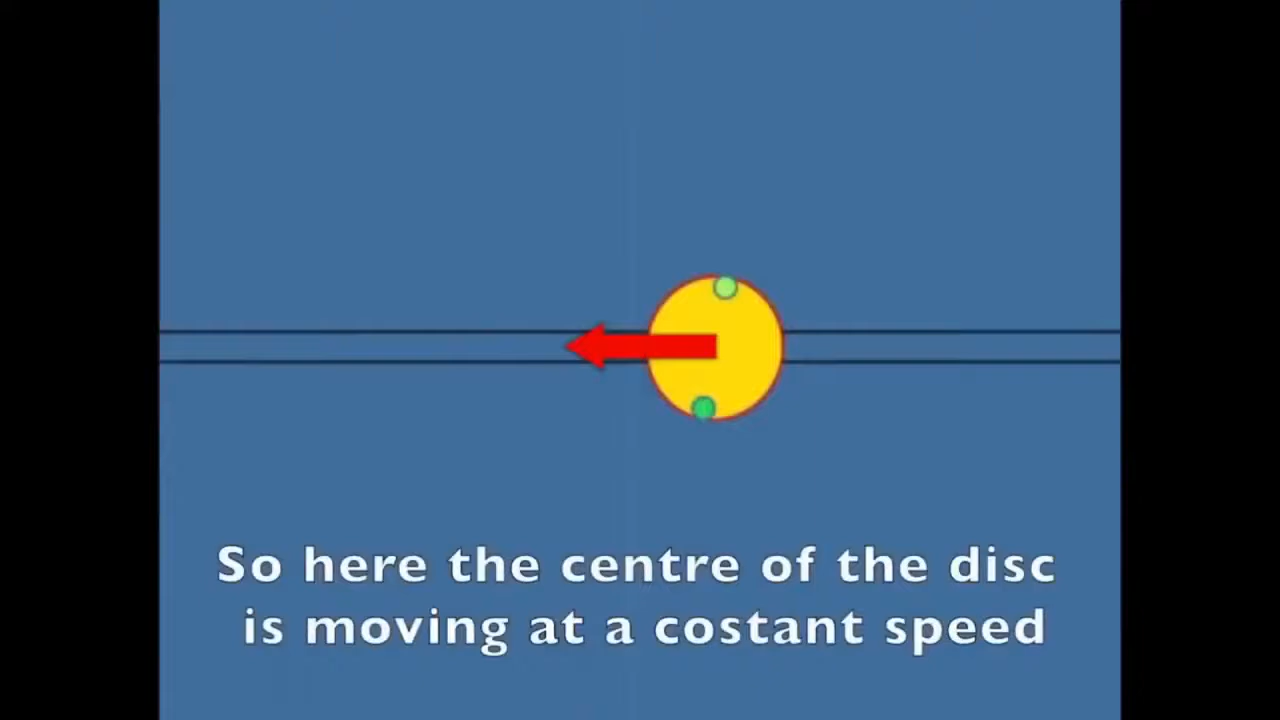 So here the centre of the disc
is moving at a costant speed